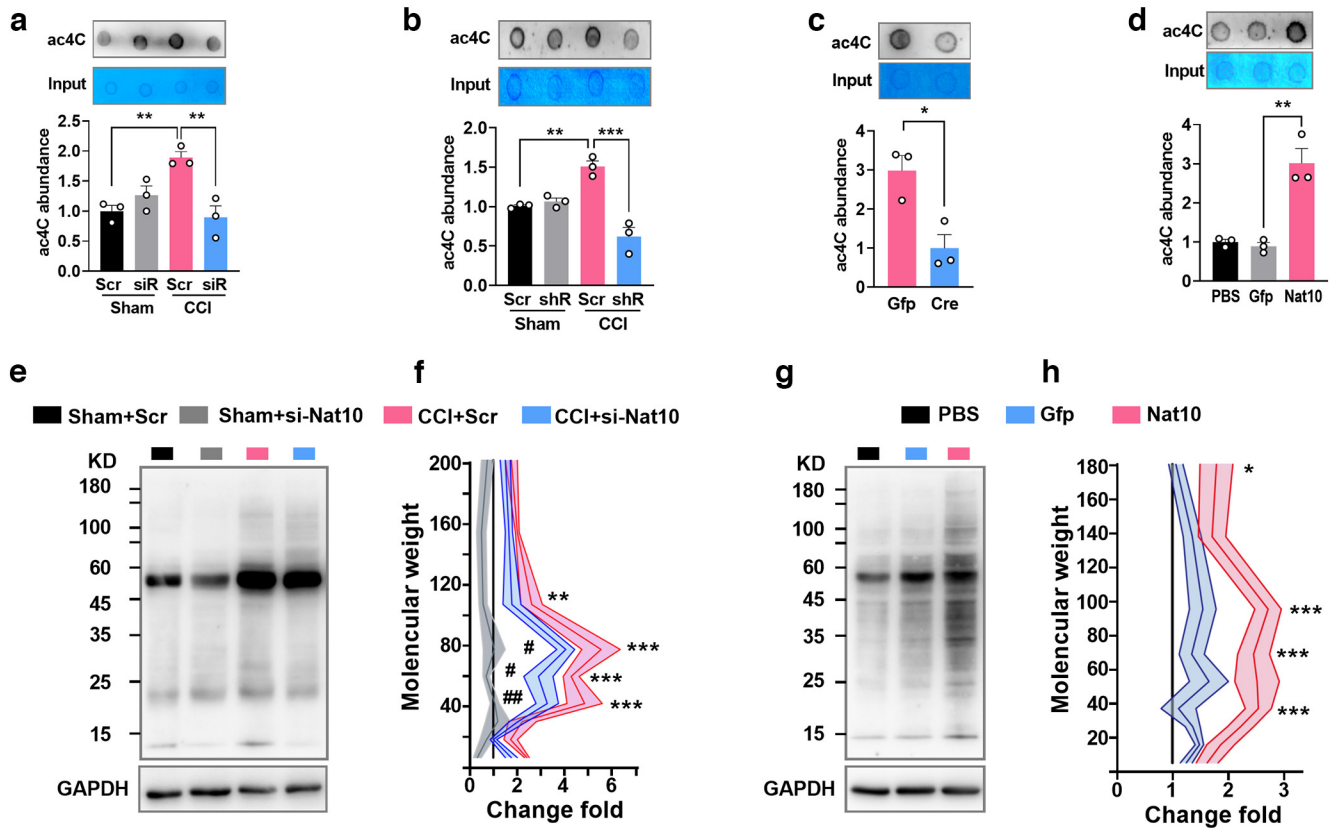 a
ac4C
Input
** **
ac4C abundance
2.5
2.0
1.5
1.0
0.5
0.0
Scr siR Scr siR
Sham CCI
b
ac4C
Input
** ***
ac4C abundance
2.0
1.5
1.0
0.5
0.0
Scr shR Scr shR
Sham CCI
c
ac4C
Input
*
ac4C abundance
4
3
2
1
0
Gfp Cre
d
ac4C
Input
**
ac4C abundance
4
3
2
1
0
PBS Gfp Nat10
e
Sham+Scr Sham+si-Nat10 CCI+Scr CCI+si-Nat10
KD
180
100
60
45
35
25
15
GAPDH
f
Molencular weight
200
160
120
80
40
**
# ***
# ***
## ***
0 2 4 6
Change fold
g
PBS Gfp Nat10
KD
180
100
60
45
35
25
15
GAPDH
h
Molencular weight
180
160
140
120
100
80
60
40
20
*
***
***
***
0 1 2 3
Change fold